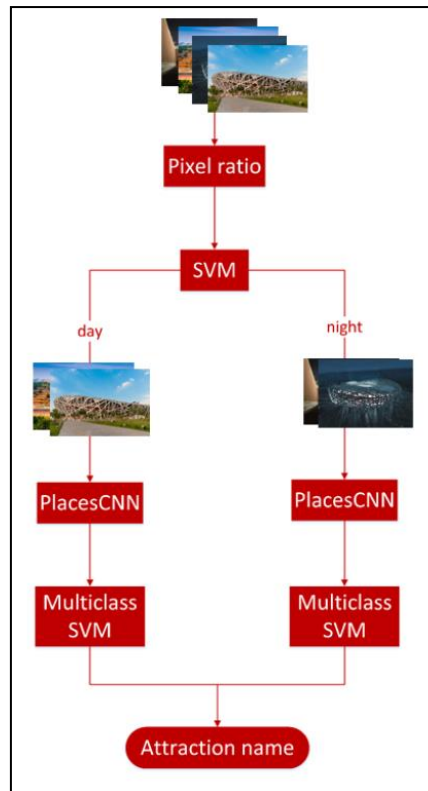 Pixel ratio
SVM
day
night
PlacesCNN
PlacesCNN
Multiclass
SVM
Multiclass
SVM
Attraction name